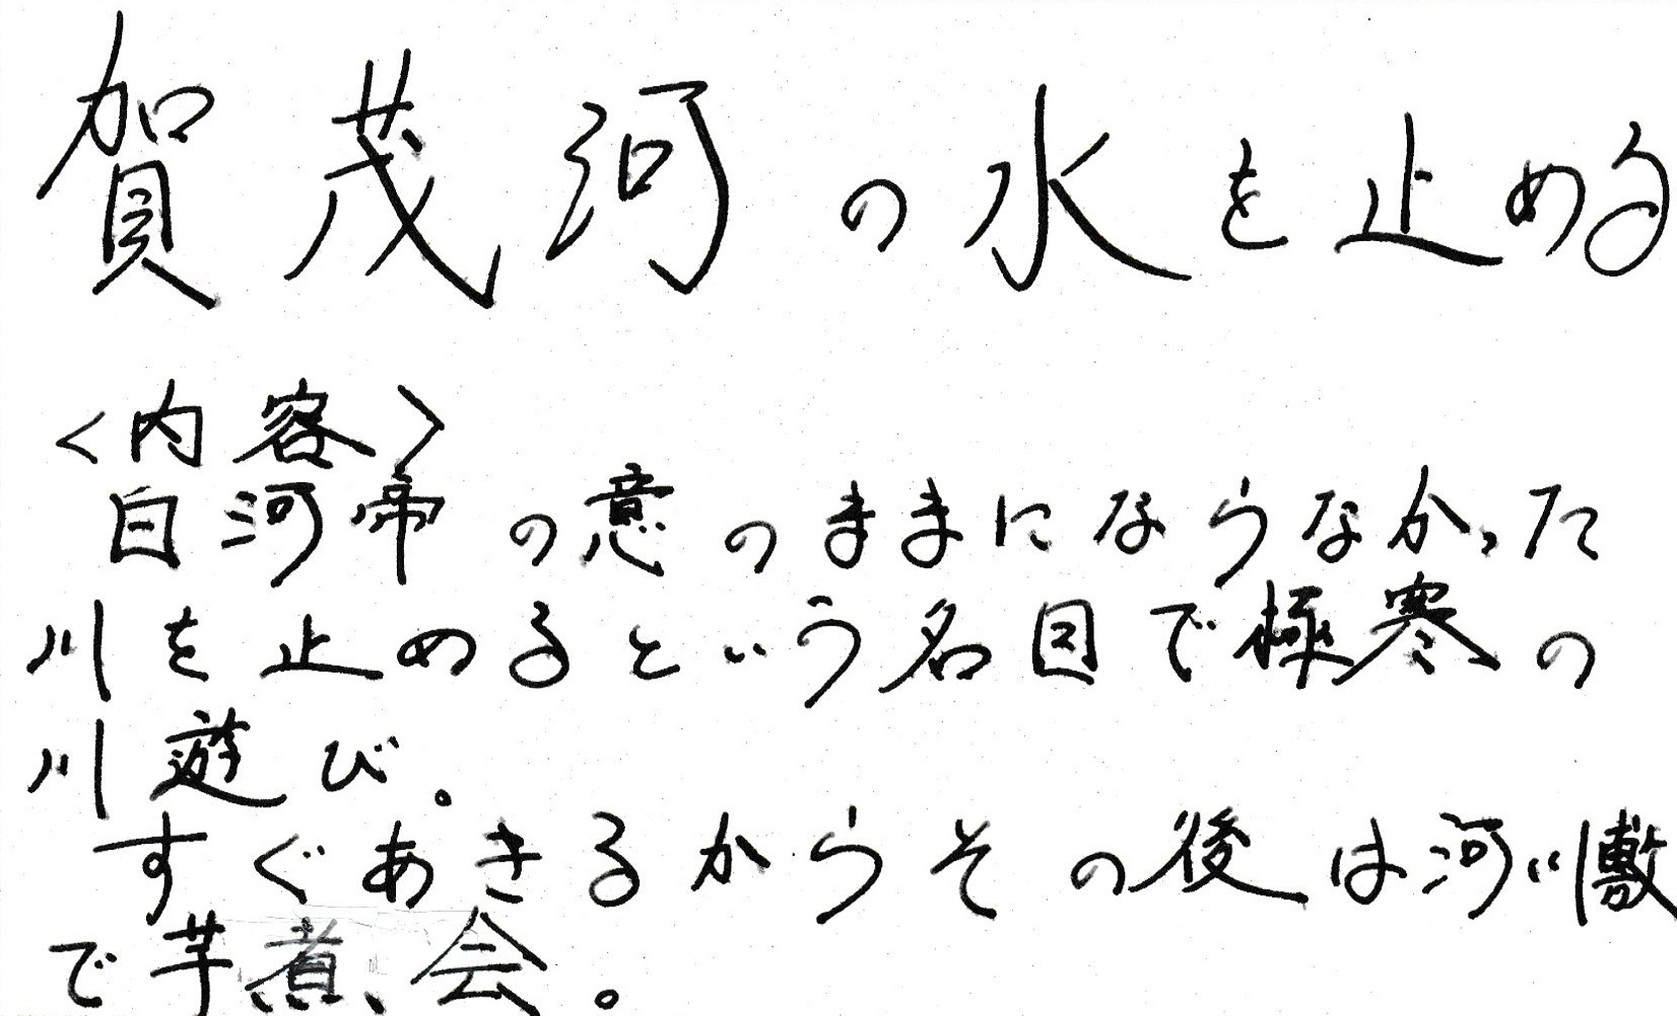 賀茂河の水を止める
<内容>
白河帝の意のままにならなかった
川を止めるという名目で極寒の
川遊び。
すぐあきるからその後は河川敷
で芋煮会。